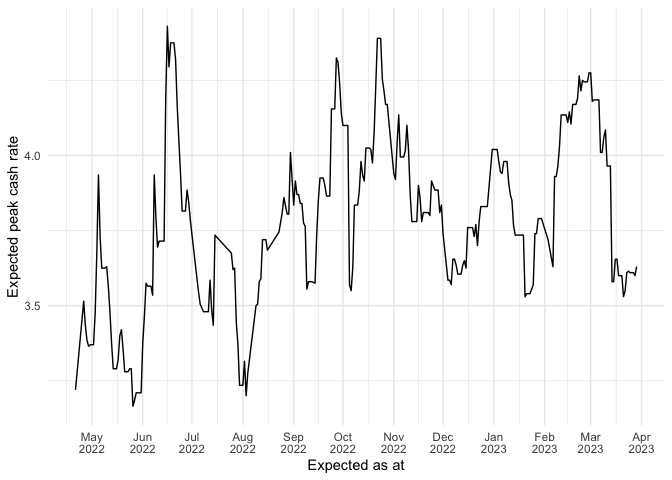 Expected peak cash rate
4.0
3.5
May Jun Jul Aug Sep Oct Nov Dec Jan Feb Mar Apr
2022 2022 2022 2022 2022 2022 2022 2022 2023 2023 2023 2023
Expected as at